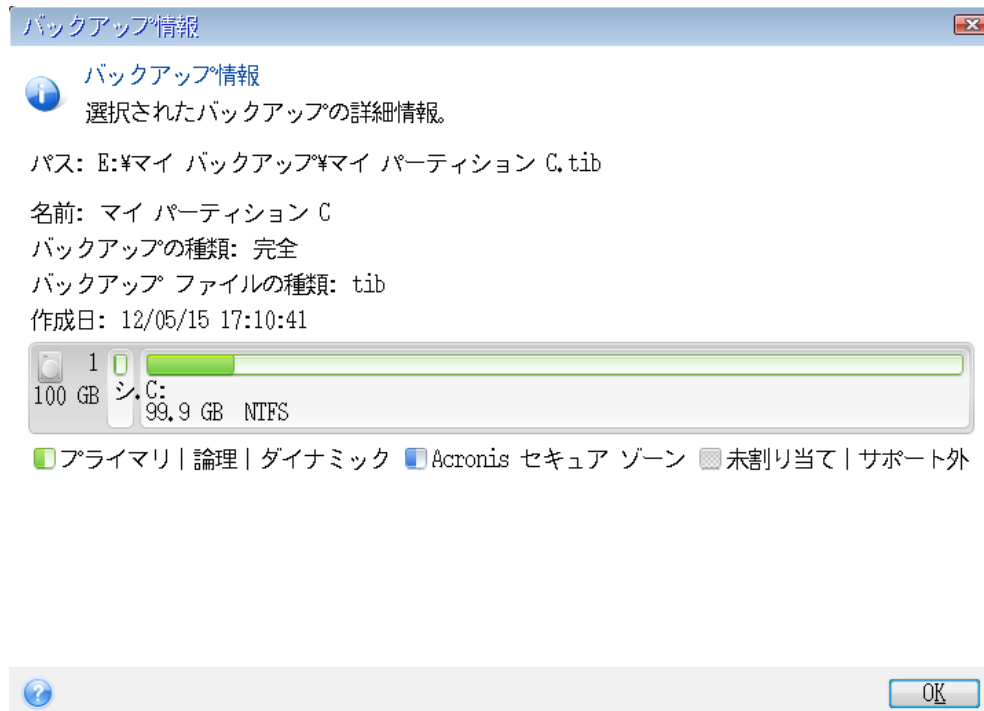 バックアップ情報
バックアップ情報
選択されたバックアップの詳細情報。
パス: E:¥マイ バックアップ¥マイ パーティション C.tib
名前: マイ パーティション C
バックアップの種類: 完全
バックアップ ファイルの種類: tib
作成日: 12/05/15 17:10:41
1
100 GB
シ.
C:
99.9 GB NTFS
プライマリ | 論理 | ダイナミック Acronis セキュア ゾーン 未割り当て | サポート外
OK